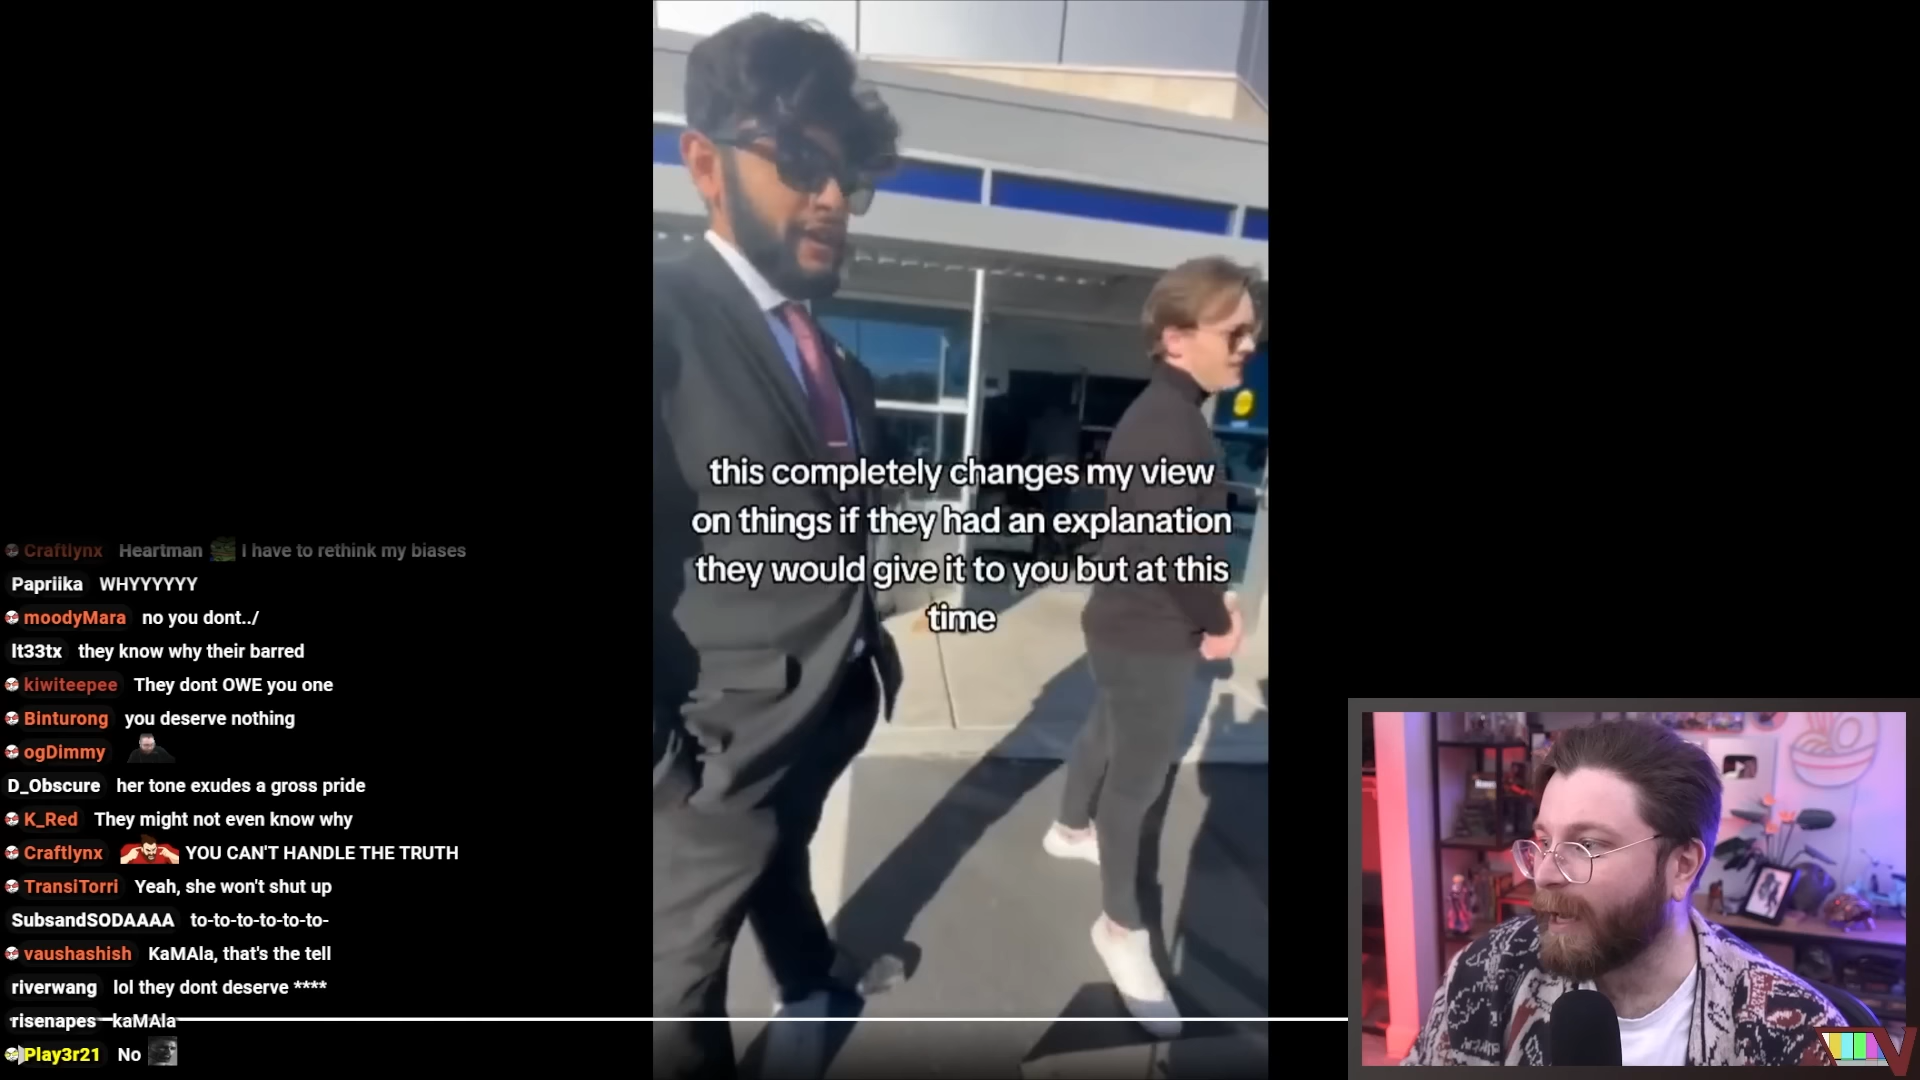 this completely changes my view
on things if they had an explanation
they would give it to you but at this
time
Craftlynx Heartman I have to rethink my biases
Papriika WHYYYYYY
moodyMara no you dont../
lt33tx they know why their barred
kiwiteepee They dont OWE you one
Binturong you deserve nothing
ogDimmy
D_Obscure her tone exudes a gross pride
K_Red They might not even know why
Craftlynx YOU CAN'T HANDLE THE TRUTH
TransiTorri Yeah, she won't shut up
SubsandSODAAAA to-to-to-to-to-to-
vaushashish KaMAla, that's the tell
riverwang lol they dont deserve ****
risenapes kaMAla
Play3r21 No